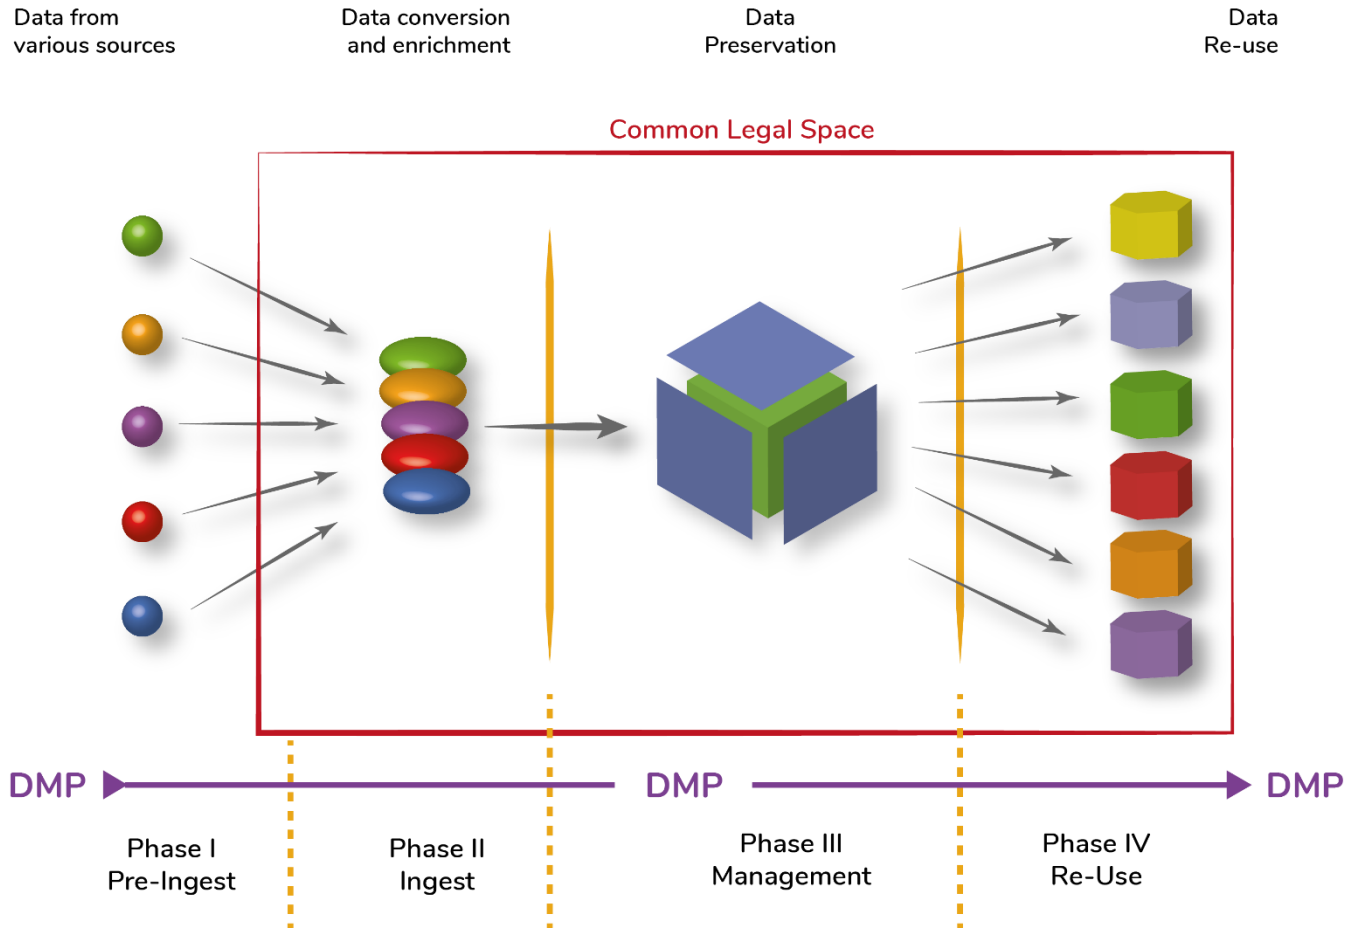 Data from
various sources
Data conversion
and enrichment
Data
Preservation
Data
Re-use
Common Legal Space
DMP
DMP
DMP
Phase I
Pre-Ingest
Phase II
Ingest
Phase III
Management
Phase IV
Re-Use